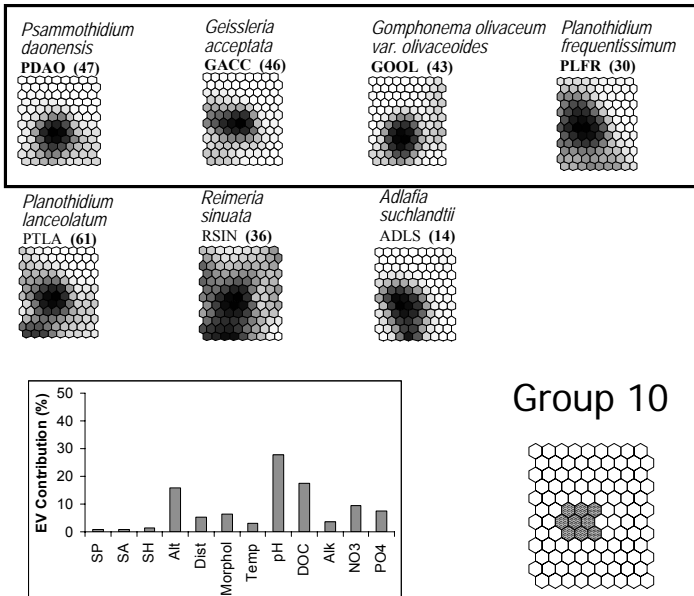 Psammothidium daonensis
PDAO (47)
Geissleria acceptata
GACC (46)
Gomphonema olivaceum var. olivaceoides
GOOL (43)
Planothidium frequentissimum
PLFR (30)
Planothidium lanceolatum
PTLA (61)
Reimeria sinuata
RSIN (36)
Adlafia suchlandtii
ADLS (14)
EV Contribution (%)
50
40
30
20
10
0
SP
SA
SH
Alt
Dist
Morphol
Temp
pH
DOC
Alk
NO3
PO4
Group 10